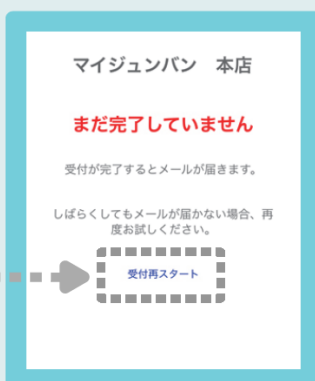 マイジュンバン　本店
まだ完了していません
受付が完了するとメールが届きます。
しばらくしてもメールが届かない場合、再
度お試しください。
受付再スタート